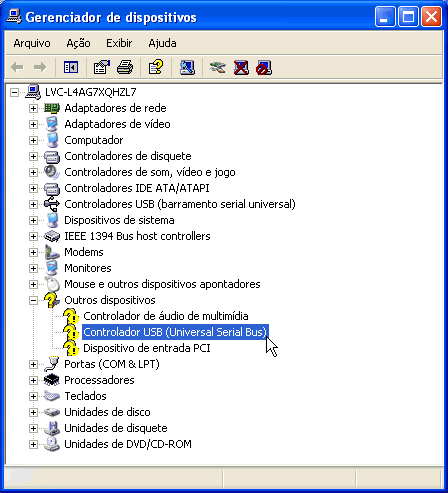 Gerenciador de dispositivos
Arquivo Ação Exibir Ajuda
LVC-L4AG7XQHZL7
Adaptadores de rede
Adaptadores de vídeo
Computador
Controladores de disquete
Controladores de som, vídeo e jogo
Controladores IDE ATA/ATAPI
Controladores USB (barramento serial universal)
Dispositivos de sistema
IEEE 1394 Bus host controllers
Modems
Monitores
Mouse e outros dispositivos apontadores
Outros dispositivos
Controlador de áudio de multimídia
Controlador USB (Universal Serial Bus)
Dispositivo de entrada PCI
Portas (COM & LPT)
Processadores
Teclados
Unidades de disco
Unidades de disquete
Unidades de DVD/CD-ROM